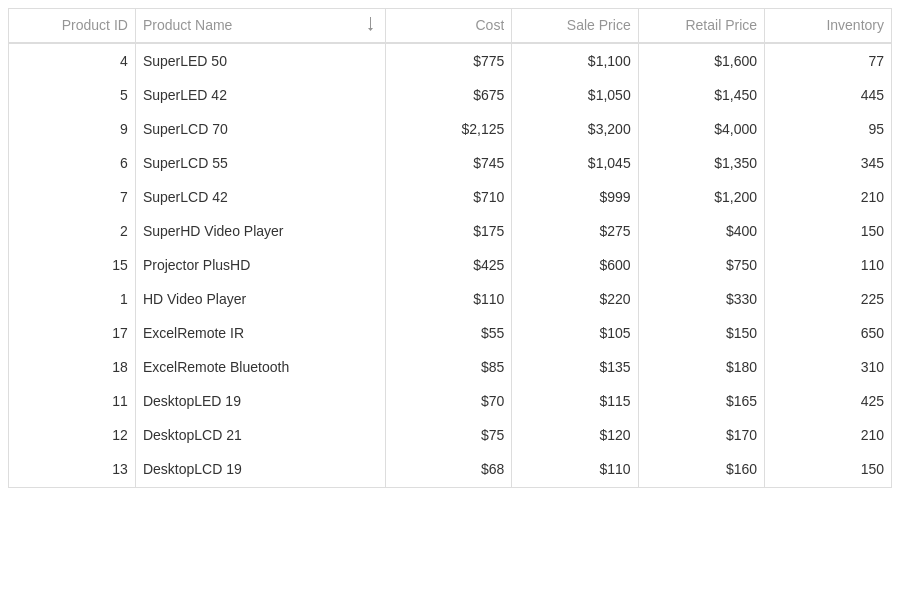 Product ID Product Name Cost Sale Price Retail Price Inventory
4 SuperLED 50 $775 $1,100 $1,600 77
5 SuperLED 42 $675 $1,050 $1,450 445
9 SuperLCD 70 $2,125 $3,200 $4,000 95
6 SuperLCD 55 $745 $1,045 $1,350 345
7 SuperLCD 42 $710 $999 $1,200 210
2 SuperHD Video Player $175 $275 $400 150
15 Projector PlusHD $425 $600 $750 110
1 HD Video Player $110 $220 $330 225
17 ExcelRemote IR $55 $105 $150 650
18 ExcelRemote Bluetooth $85 $135 $180 310
11 DesktopLED 19 $70 $115 $165 425
12 DesktopLCD 21 $75 $120 $170 210
13 DesktopLCD 19 $68 $110 $160 150